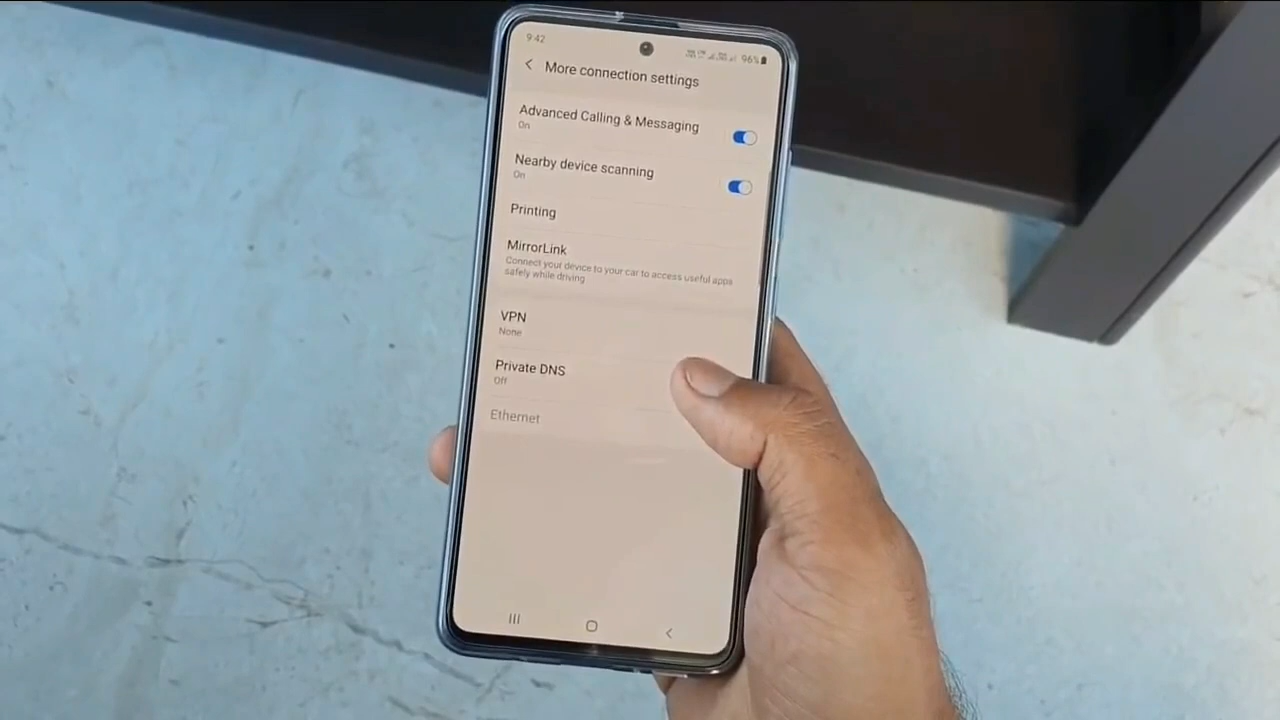 9:42
96%
More connection settings
Advanced Calling & Messaging
On
Nearby device scanning
On
Printing
MirrorLink
Connect your device to your car to access useful apps
safely while driving
VPN
None
Private DNS
Off
Ethernet